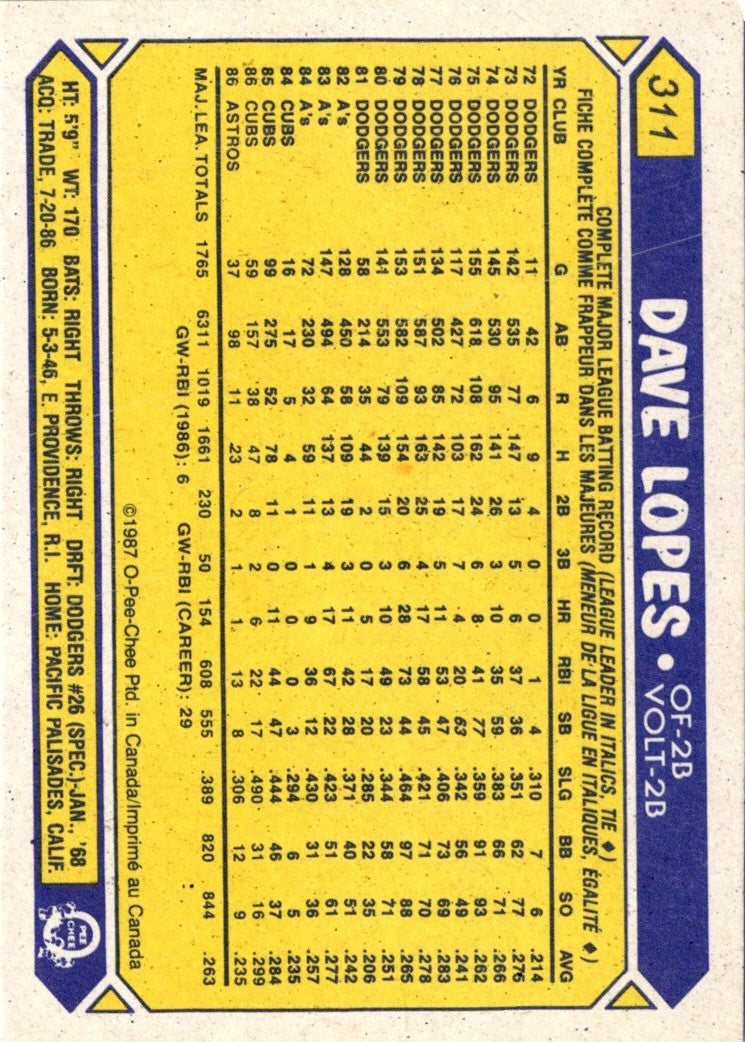 311
DAVE LOPES • OF-2B
VOLT-2B
COMPLETE MAJOR LEAGUE BATTING RECORD (LEAGUE LEADER IN ITALICS, TIE ♦)
FICHE COMPLÈTE COMME FRAPPEUR DANS LES MAJEURES (MENEUR DE LA LIGUE EN ITALIQUES, ÉGALITÉ ♦)
YR CLUB G AB R H 2B 3B HR RBI SB SLG BB SO AVG
72 DODGERS 11 42 6 9 4 0 0 1 4 .310 7 6 .214
73 DODGERS 142 535 77 147 13 5 6 37 36 .351 62 77 .276
74 DODGERS 145 530 95 141 26 3 10 35 59 .383 66 71 .266
75 DODGERS 155 618 108 162 24 6 8 41 77 .359 91 93 .262
76 DODGERS 117 427 72 103 17 7 4 20 63 .342 56 49 .241
77 DODGERS 134 502 85 142 19 5 11 53 47 .406 73 69 .283
78 DODGERS 151 587 93 163 25 4 17 58 45 .421 71 70 .278
79 DODGERS 153 582 109 154 20 6 28 73 44 .464 97 88 .265
80 DODGERS 141 553 79 139 15 3 10 49 23 .344 58 71 .251
81 DODGERS 58 214 35 44 2 0 5 17 20 .285 22 35 .206
82 A's 128 450 58 109 19 3 11 42 28 .371 40 51 .242
83 A's 147 494 64 137 13 4 17 67 22 .423 51 61 .277
84 A's 72 230 32 59 11 1 9 36 12 .430 31 36 .257
84 CUBS 16 17 5 4 1 0 0 0 3 .294 6 5 .235
85 CUBS 99 275 52 78 11 0 11 44 47 .444 46 37 .284
86 CUBS 59 157 38 47 8 2 6 22 17 .490 31 16 .299
86 ASTROS 37 98 11 23 2 1 1 13 8 .306 12 9 .235
MAJ. LEA. TOTALS 1765 6311 1019 1661 230 50 154 608 555 .389 820 844 .263
GW-RBI (1986): 6 GW-RBI (CAREER): 29
©1987 O-Pee-Chee Ptd. in Canada/Imprimé au Canada
HT: 5'9" WT: 170 BATS: RIGHT THROWS: RIGHT DRFT: DODGERS #26 (SPEC.)-JAN., '68
ACQ: TRADE, 7-20-86 BORN: 5-3-46, E. PROVIDENCE, R.I. HOME: PACIFIC PALISADES, CALIF.
O PEE CHEE